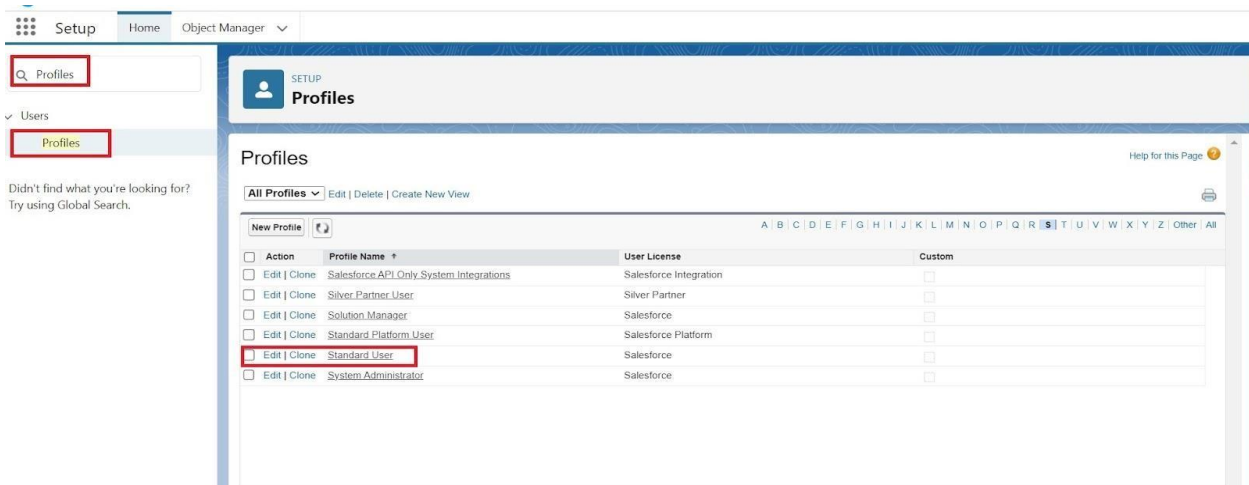 Setup Home Object Manager
Profiles
Users
Profiles
Didn't find what you're looking for?
Try using Global Search.
SETUP
Profiles
Profiles
Help for this Page ?
All Profiles Edit | Delete | Create New View
New Profile
A | B | C | D | E | F | G | H | I | J | K | L | M | N | O | P | Q | R | S | T | U | V | W | X | Y | Z | Other | All
Action Profile Name ↑ User License Custom
Edit | Clone Salesforce API Only System Integrations Salesforce Integration
Edit | Clone Silver Partner User Silver Partner
Edit | Clone Solution Manager Salesforce
Edit | Clone Standard Platform User Salesforce Platform
Edit | Clone Standard User Salesforce
Edit | Clone System Administrator Salesforce